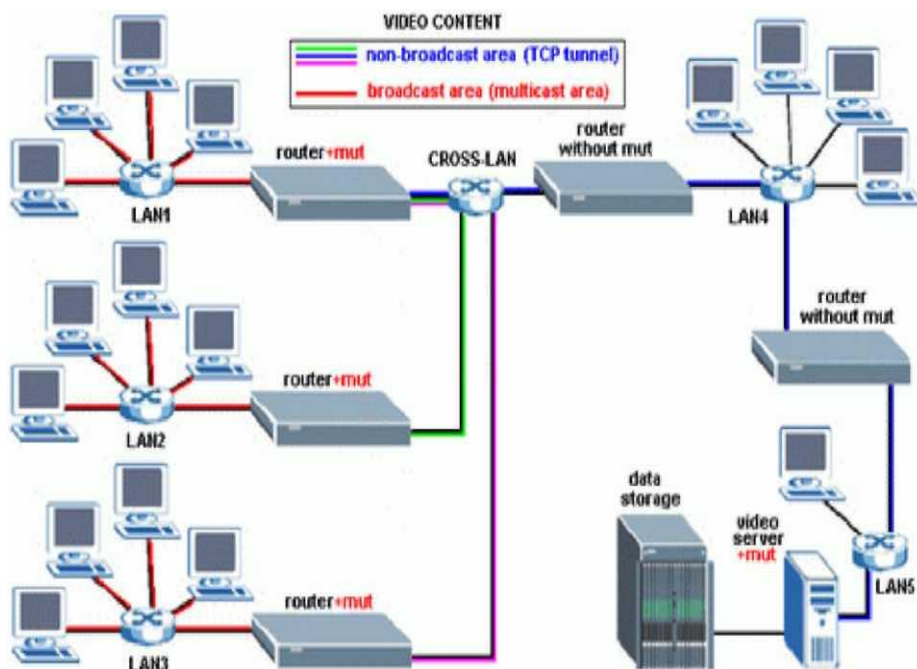 VIDEO CONTENT
non-broadcast area (TCP tunnel)
broadcast area (multicast area)
router+mut
CROSS-LAN
router
without mut
LAN1
LAN4
router
without mut
router+mut
LAN2
data
storage
video
server
+mut
LAN5
router+mut
LAN3